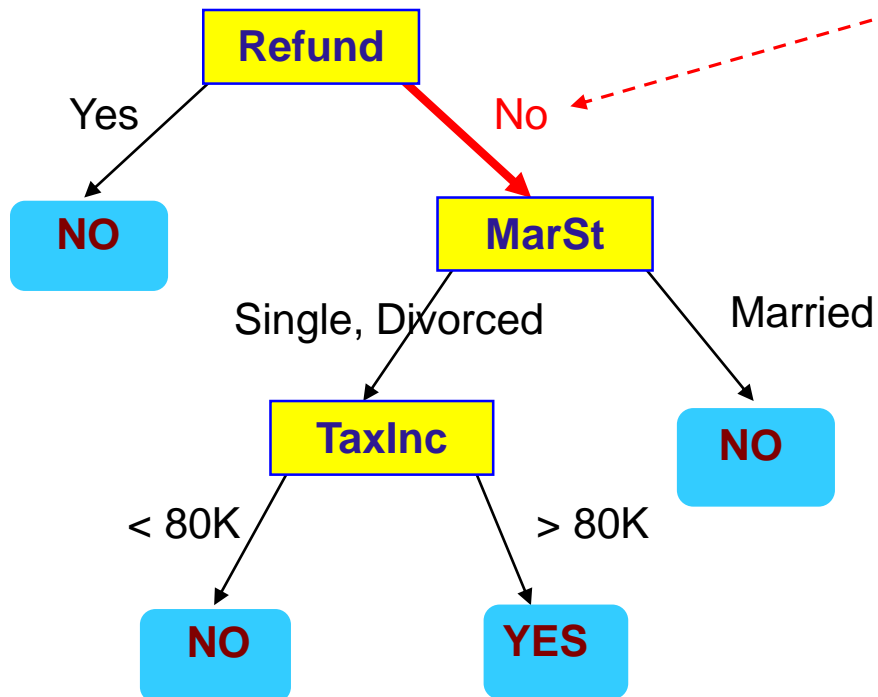 Refund
Yes
No
NO
MarSt
Single, Divorced
Married
TaxInc
NO
< 80K
> 80K
NO
YES